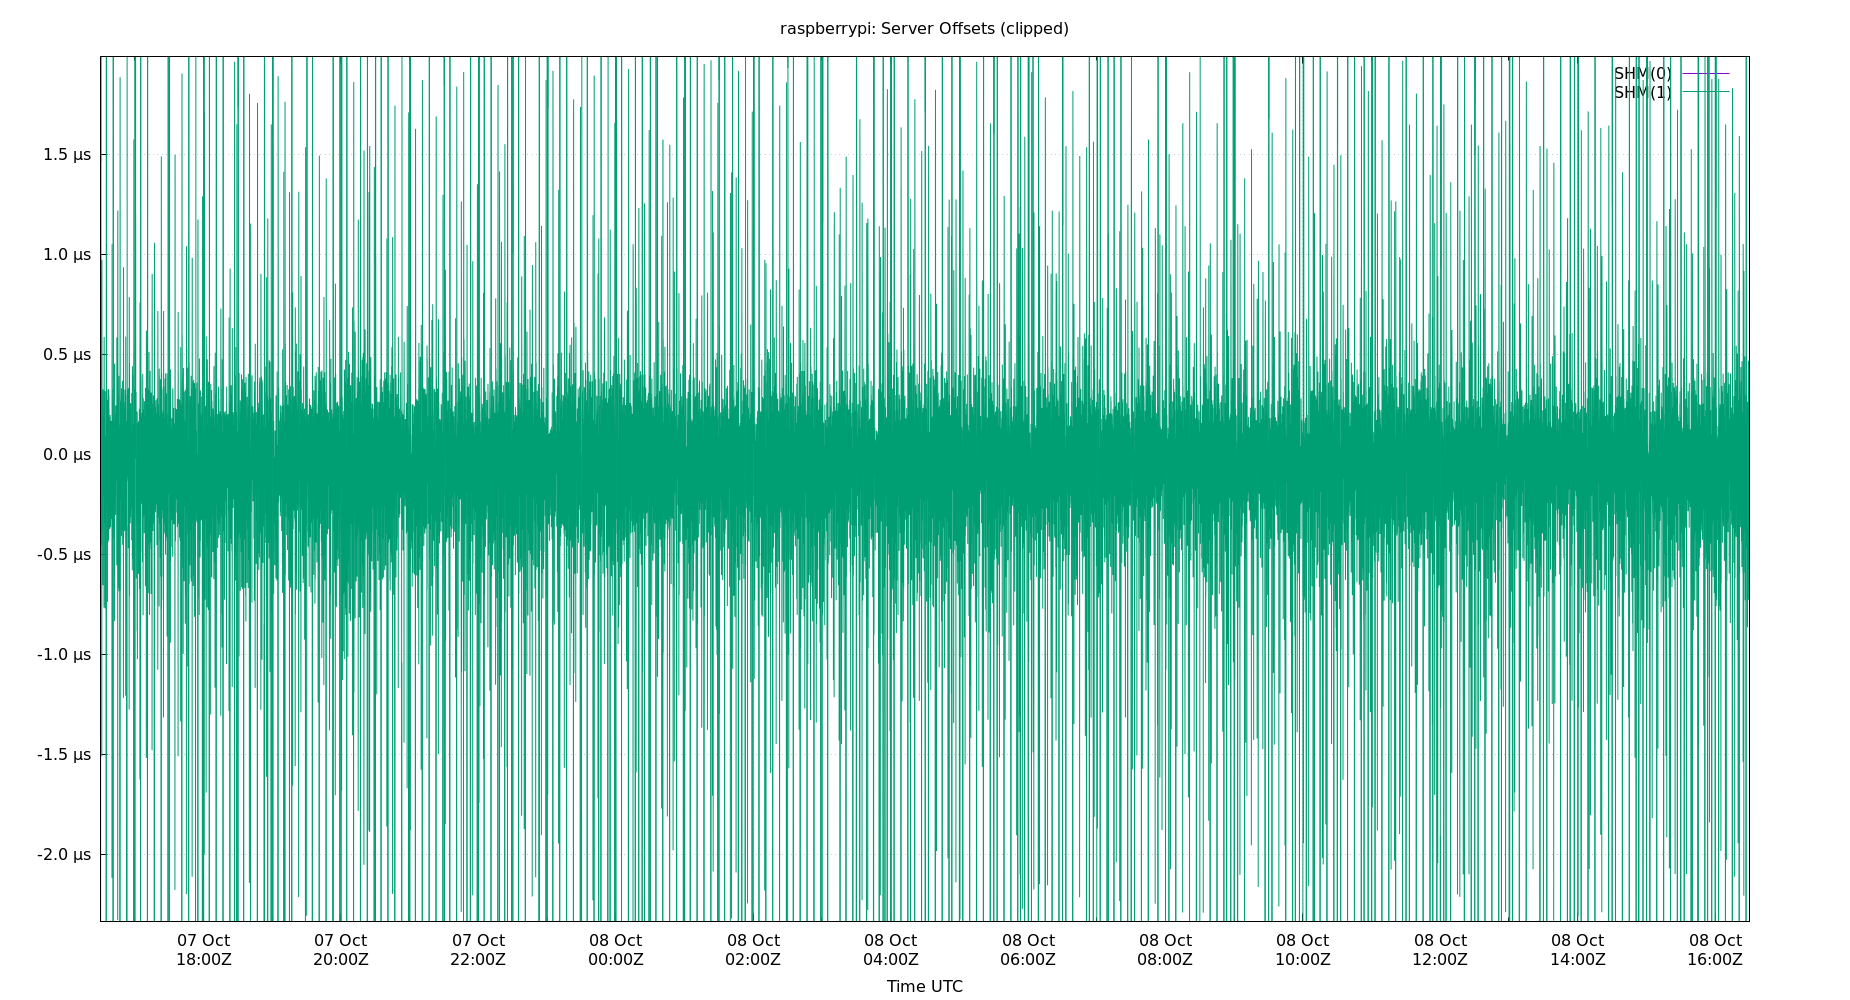 raspberrypi: Server Offsets (clipped)
SHM(0)
SHM(1)
1.5 µs
1.0 µs
0.5 µs
0.0 µs
-0.5 µs
-1.0 µs
-1.5 µs
-2.0 µs
07 Oct 07 Oct 07 Oct 08 Oct 08 Oct 08 Oct 08 Oct 08 Oct 08 Oct 08 Oct 08 Oct 08 Oct
18:00Z 20:00Z 22:00Z 00:00Z 02:00Z 04:00Z 06:00Z 08:00Z 10:00Z 12:00Z 14:00Z 16:00Z
Time UTC